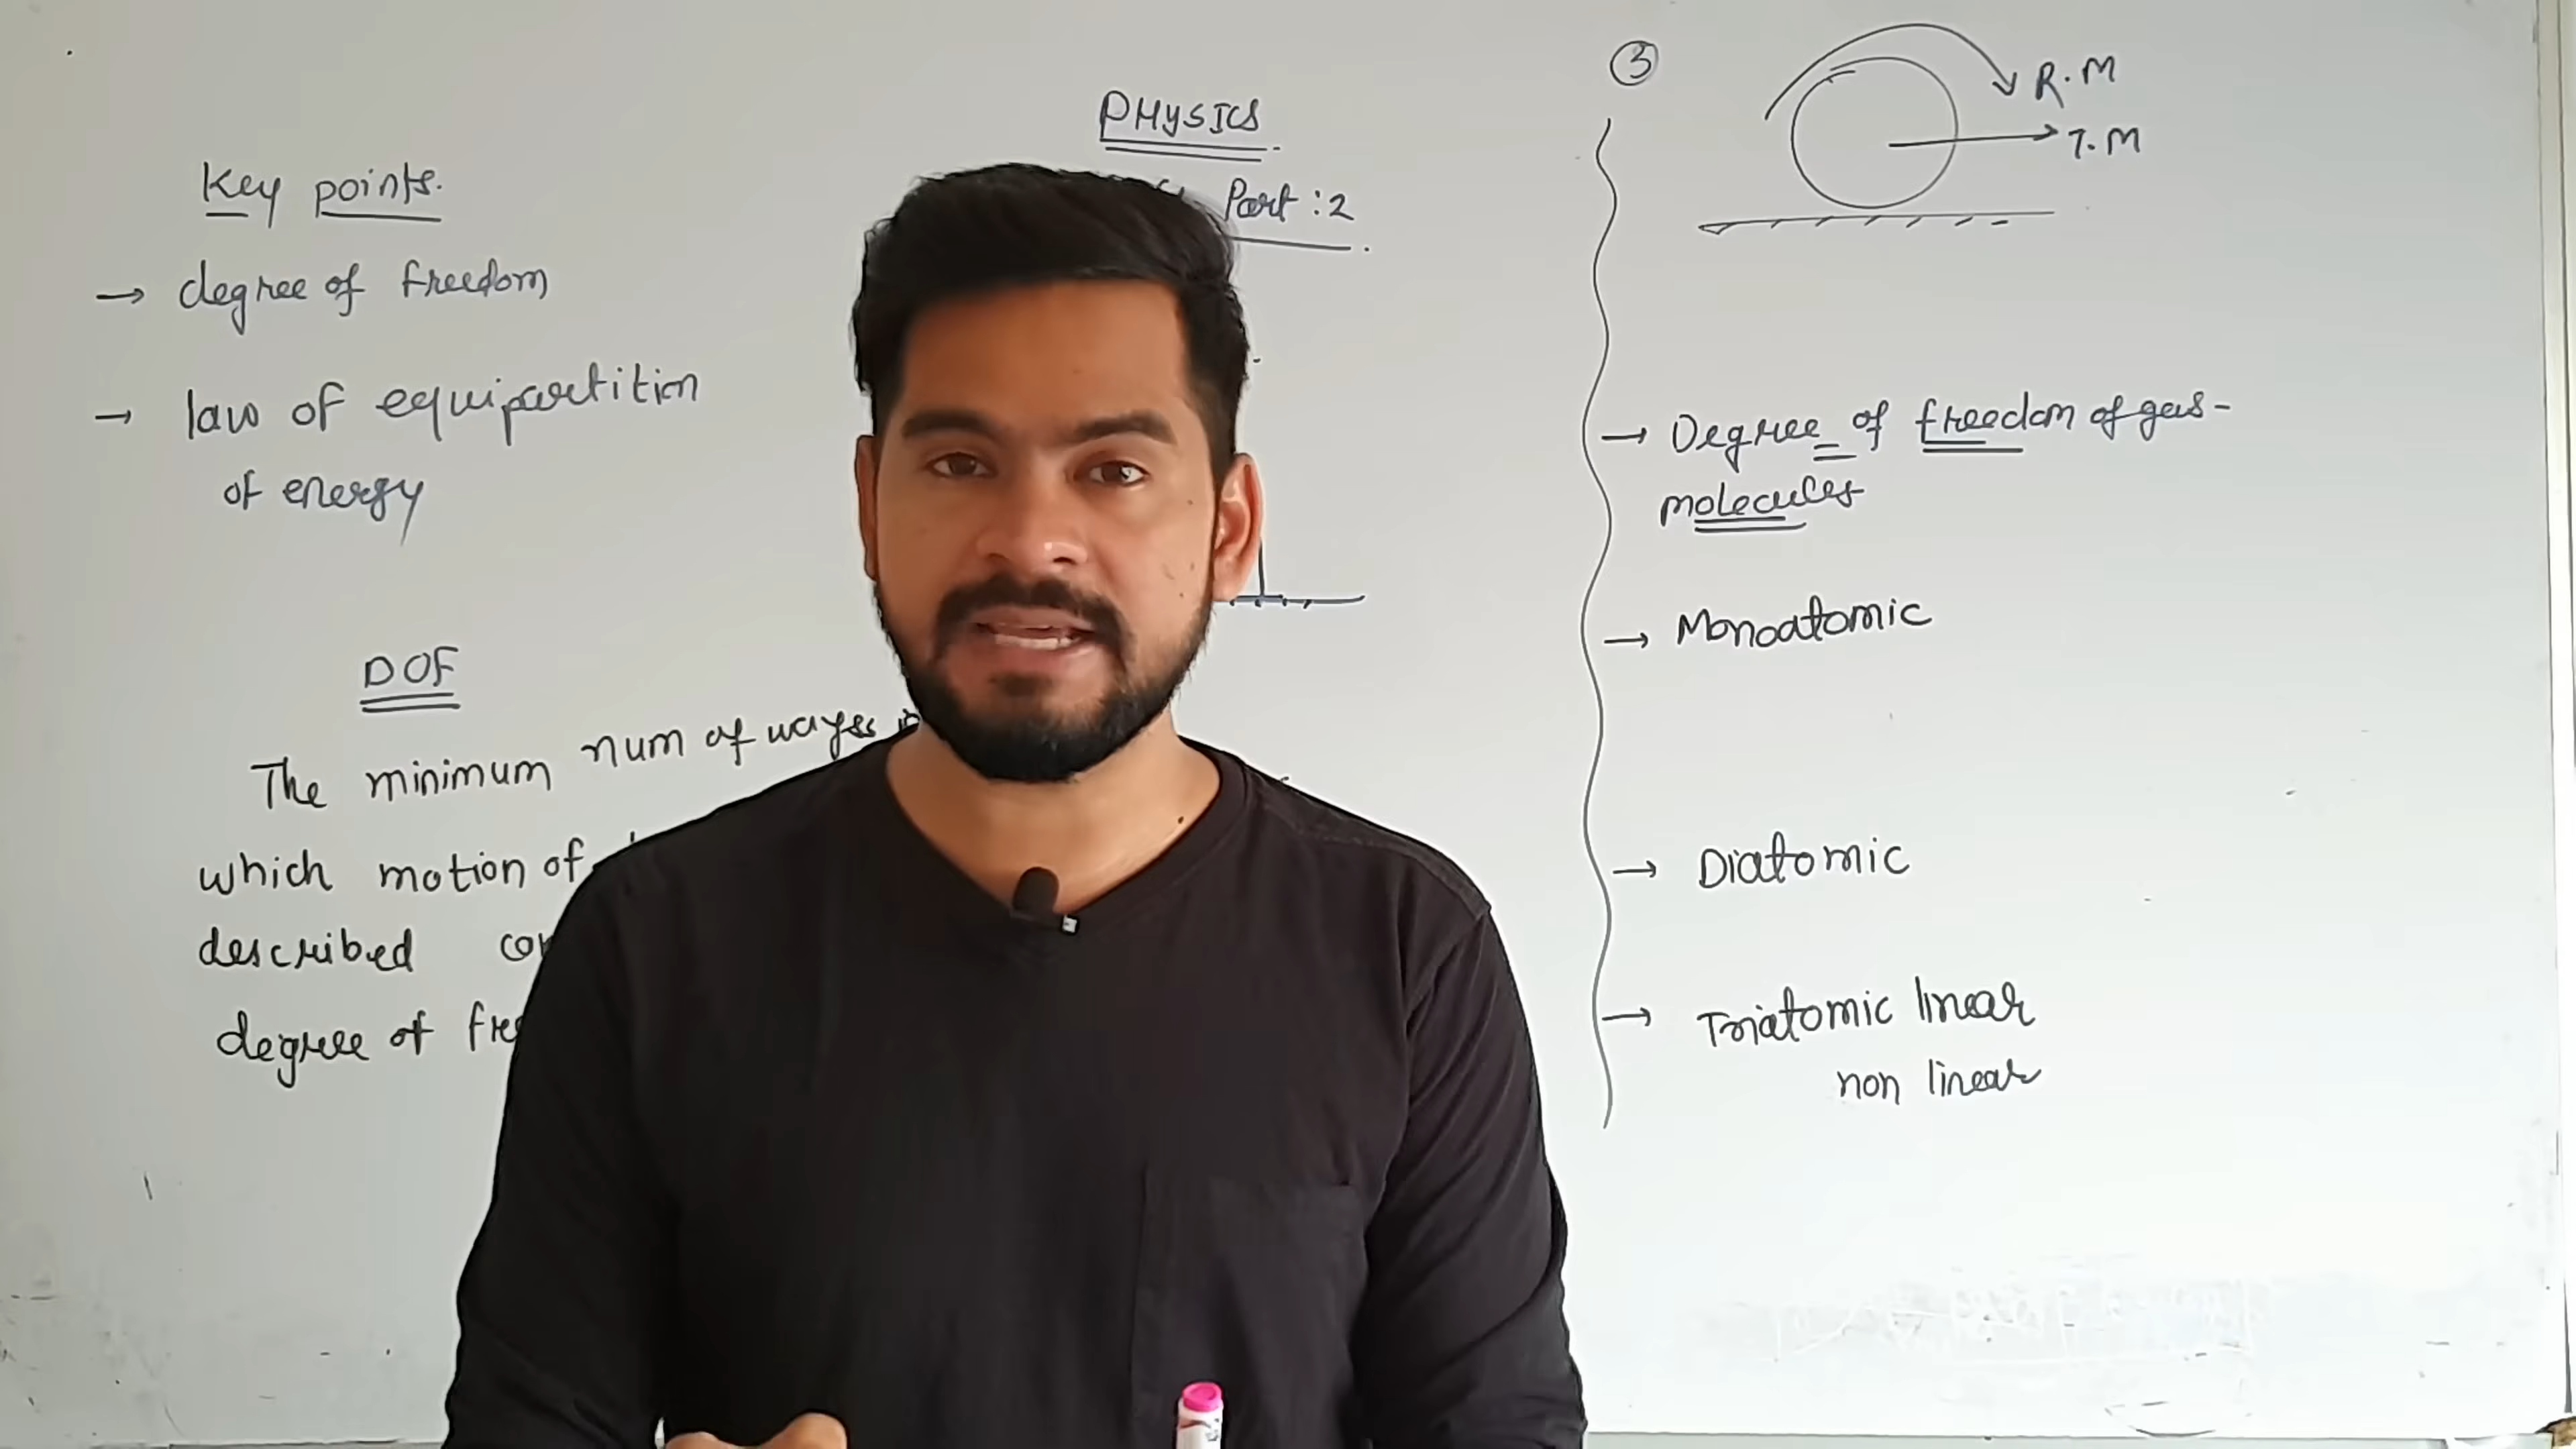 PHYSICS
Part : 2
Key points.
→ degree of freedom
→ law of equipartition
of energy
DOF
The minimum num of wayes
which motion of
described
degree of
③
R.M
T.M
→ Degree of freedom of gas-
molecules
→ Monoatomic
→ Diatomic
→ Triatomic linear
non linear